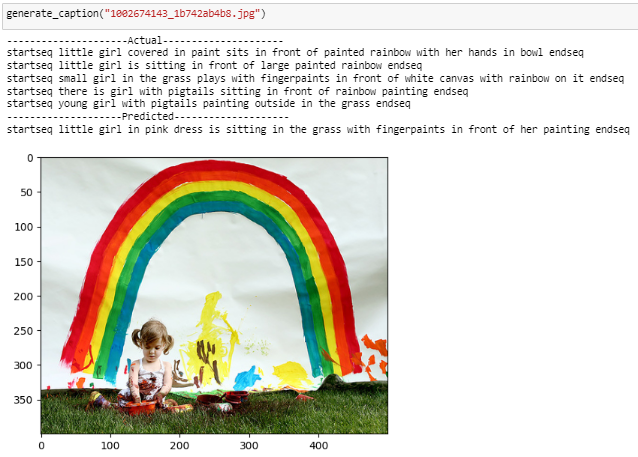 generate_caption("1002674143_1b742ab4b8.jpg")
---------------------Actual---------------------
startseq little girl covered in paint sits in front of painted rainbow with her hands in bowl endseq
startseq little girl is sitting in front of large painted rainbow endseq
startseq small girl in the grass plays with fingerpaints in front of white canvas with rainbow on it endseq
startseq there is girl with pigtails sitting in front of rainbow painting endseq
startseq young girl with pigtails painting outside in the grass endseq
--------------------Predicted--------------------
startseq little girl in pink dress is sitting in the grass with fingerpaints in front of her painting endseq
0
50
100
150
200
250
300
350
0 100 200 300 400